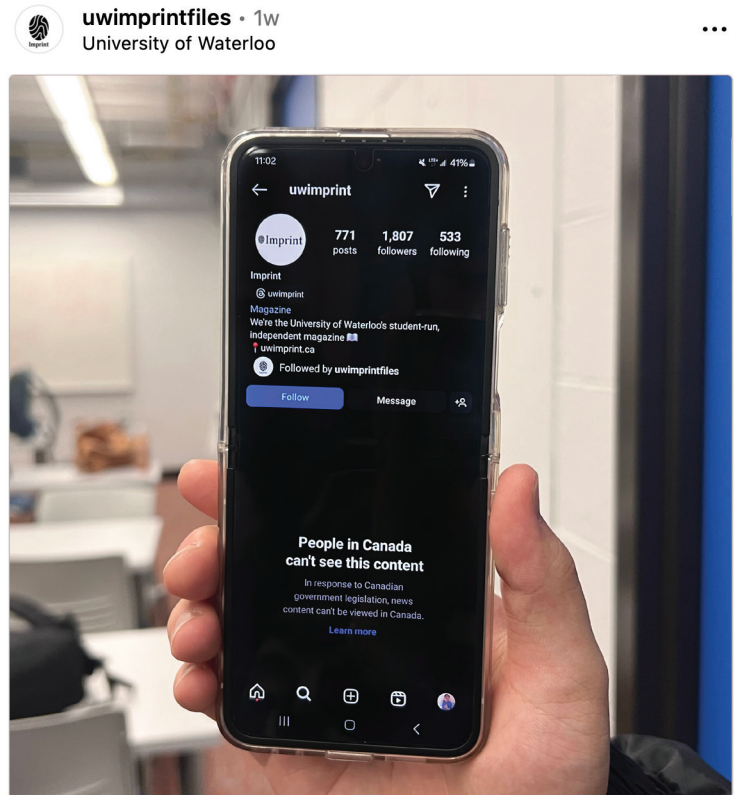 uwimprintfiles • 1w
Imprint
University of Waterloo
11:02
LTE+ 41%
uwimprint
Imprint
771 1,807 533
posts followers following
Imprint
uwimprint
Magazine
We're the University of Waterloo's student-run,
independent magazine 📖
📍 uwimprint.ca
Followed by uwimprintfiles
Follow Message
People in Canada
can't see this content
In response to Canadian
government legislation, news
content can't be viewed in Canada.
Learn more